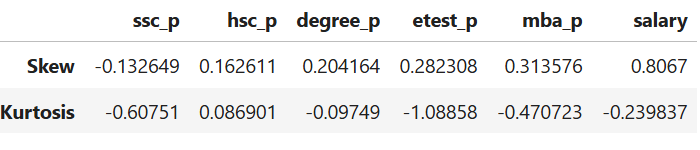 ssc_p hsc_p degree_p etest_p mba_p salary
Skew -0.132649 0.162611 0.204164 0.282308 0.313576 0.8067
Kurtosis -0.60751 0.086901 -0.09749 -1.08858 -0.470723 -0.239837